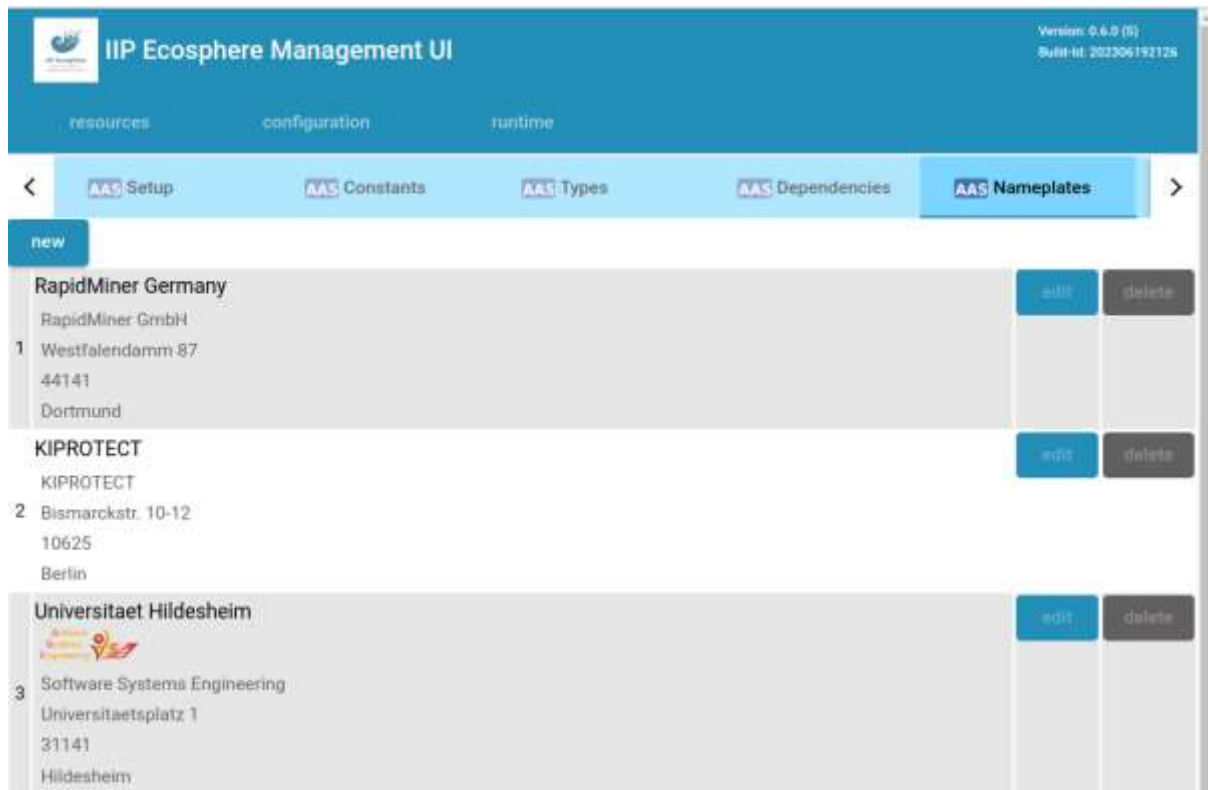 IIP Ecosphere Management UI
Version: 0.6.0 (S)
Build-Id: 202306192126
resources configuration runtime
AAS Setup AAS Constants AAS Types AAS Dependencies AAS Nameplates
new
RapidMiner Germany
edit delete
RapidMiner GmbH
1 Westfalendamm 87
44141
Dortmund
KIPROTECT
edit delete
KIPROTECT
2 Bismarckstr. 10-12
10625
Berlin
Universitaet Hildesheim
edit delete
Software Systems Engineering
3
Universitaetsplatz 1
31141
Hildesheim